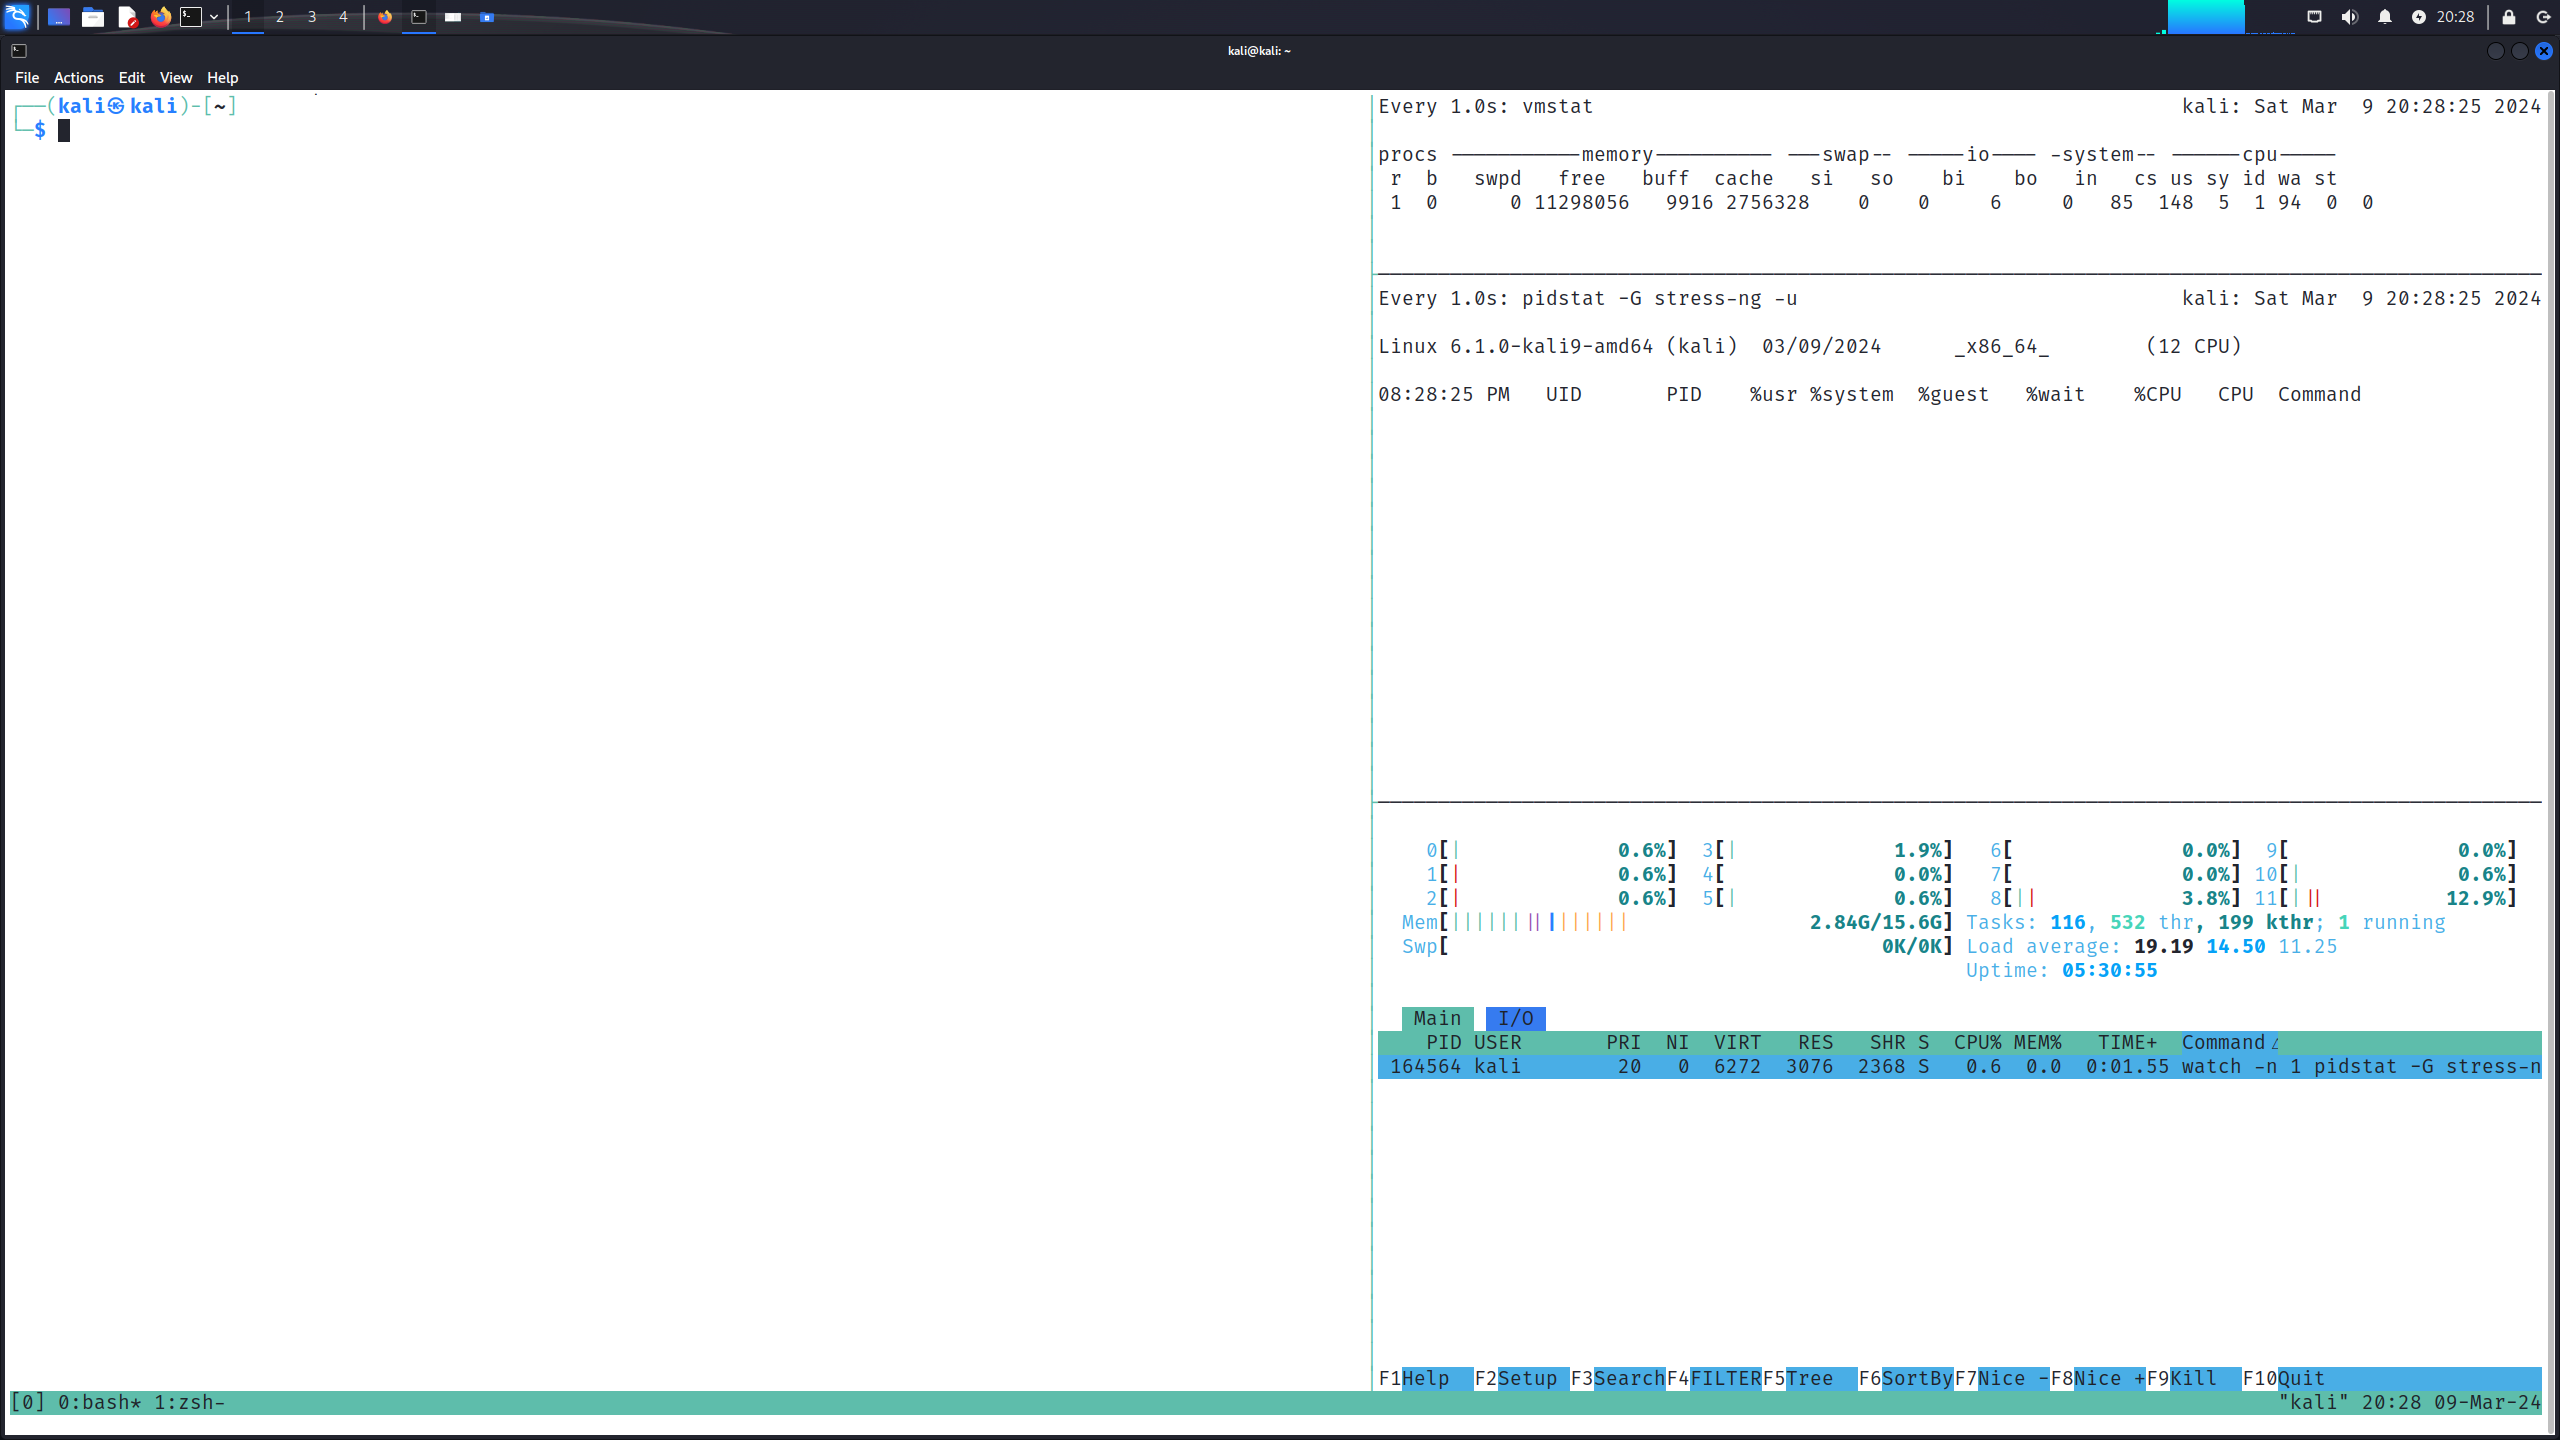 1 2 3 4 20:28
kali@kali: ~
File Actions Edit View Help
┌──(kali㉿kali)-[~]
└─$
Every 1.0s: vmstat kali: Sat Mar 9 20:28:25 2024
procs -----------memory---------- ---swap-- -----io---- -system-- ------cpu-----
r b swpd free buff cache si so bi bo in cs us sy id wa st
1 0 0 11298056 9916 2756328 0 0 6 0 85 148 5 1 94 0 0
Every 1.0s: pidstat -G stress-ng -u kali: Sat Mar 9 20:28:25 2024
Linux 6.1.0-kali9-amd64 (kali) 03/09/2024 _x86_64_ (12 CPU)
08:28:25 PM UID PID %usr %system %guest %wait %CPU CPU Command
0[| 0.6%] 3[| 1.9%] 6[ 0.0%] 9[ 0.0%]
1[| 0.6%] 4[ 0.0%] 7[ 0.0%] 10[| 0.6%]
2[| 0.6%] 5[| 0.6%] 8[|| 3.8%] 11[||| 12.9%]
Mem[||||||||||||||| 2.84G/15.6G] Tasks: 116, 532 thr, 199 kthr; 1 running
Swp[ 0K/0K] Load average: 19.19 14.50 11.25
Uptime: 05:30:55
Main I/O
PID USER PRI NI VIRT RES SHR S CPU% MEM% TIME+ Command△
164564 kali 20 0 6272 3076 2368 S 0.6 0.0 0:01.55 watch -n 1 pidstat -G stress-n
F1Help F2Setup F3SearchF4FILTERF5Tree F6SortByF7Nice -F8Nice +F9Kill F10Quit
[0] 0:bash* 1:zsh- "kali" 20:28 09-Mar-24